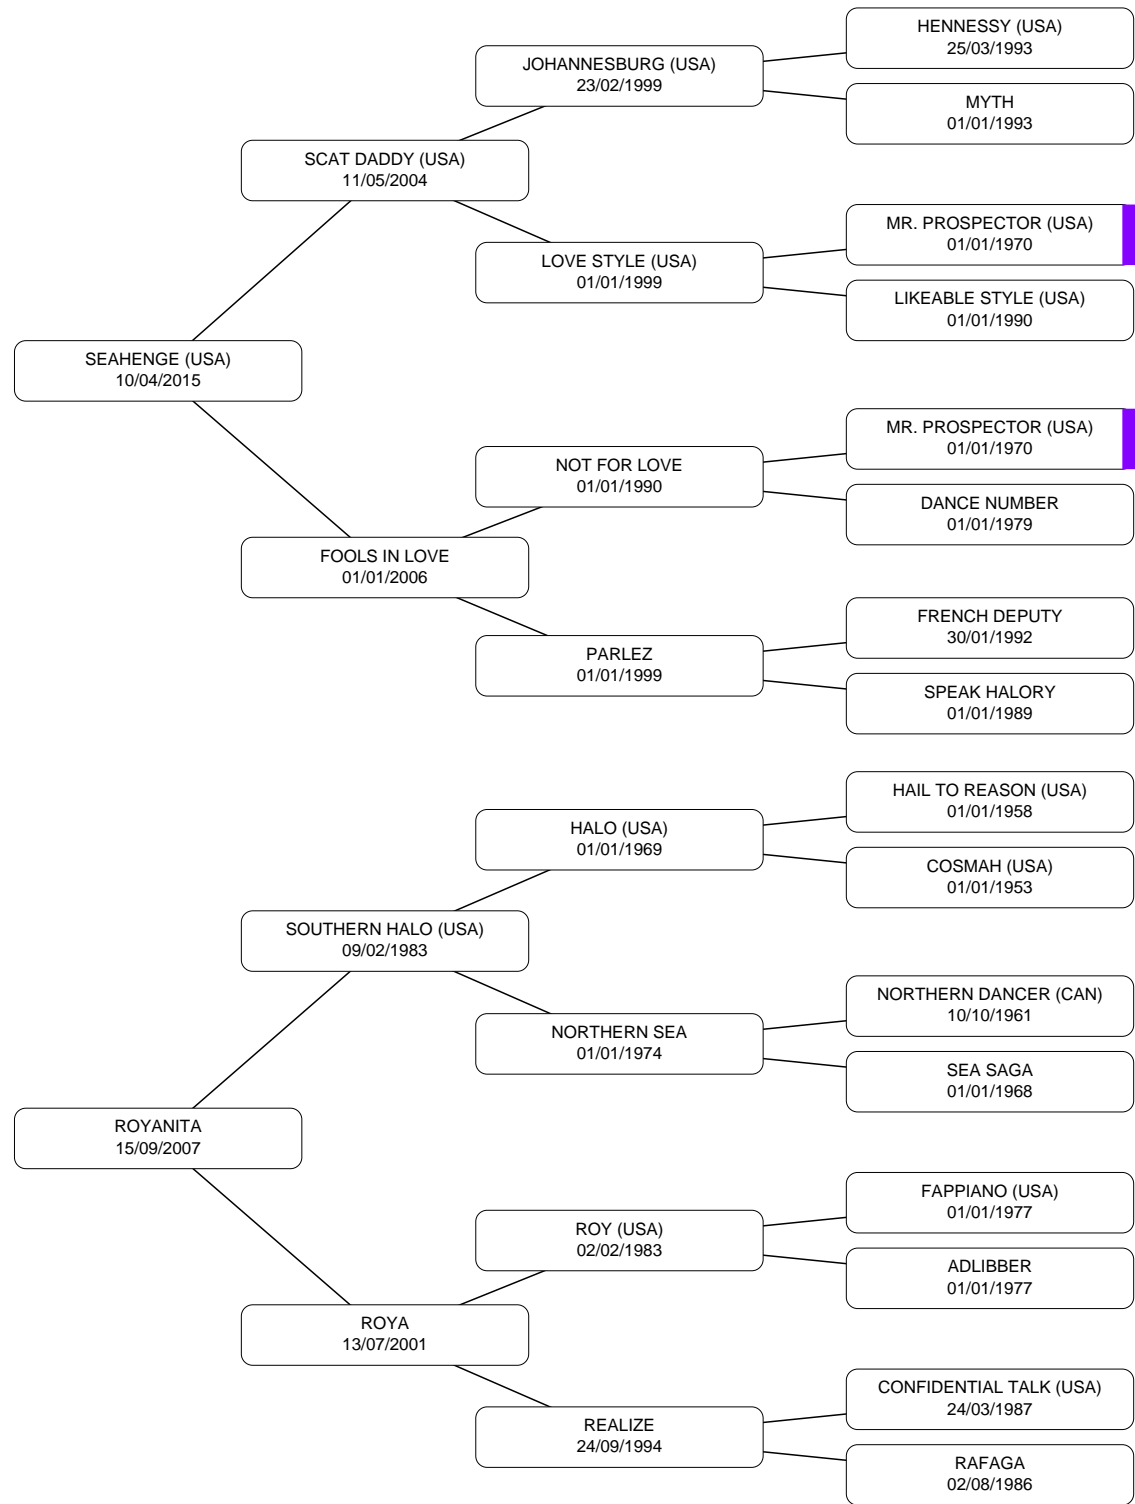 HENNESSY (USA)
25/03/1993
JOHANNESBURG (USA)
23/02/1999
MYTH
01/01/1993
SCAT DADDY (USA)
11/05/2004
MR. PROSPECTOR (USA)
01/01/1970
LOVE STYLE (USA)
01/01/1999
LIKEABLE STYLE (USA)
01/01/1990
SEAHENGE (USA)
10/04/2015
MR. PROSPECTOR (USA)
01/01/1970
NOT FOR LOVE
01/01/1990
DANCE NUMBER
01/01/1979
FOOLS IN LOVE
01/01/2006
FRENCH DEPUTY
30/01/1992
PARLEZ
01/01/1999
SPEAK HALORY
01/01/1989
HAIL TO REASON (USA)
01/01/1958
HALO (USA)
01/01/1969
COSMAH (USA)
01/01/1953
SOUTHERN HALO (USA)
09/02/1983
NORTHERN DANCER (CAN)
10/10/1961
NORTHERN SEA
01/01/1974
SEA SAGA
01/01/1968
ROYANITA
15/09/2007
FAPPIANO (USA)
01/01/1977
ROY (USA)
02/02/1983
ADLIBBER
01/01/1977
ROYA
13/07/2001
CONFIDENTIAL TALK (USA)
24/03/1987
REALIZE
24/09/1994
RAFAGA
02/08/1986